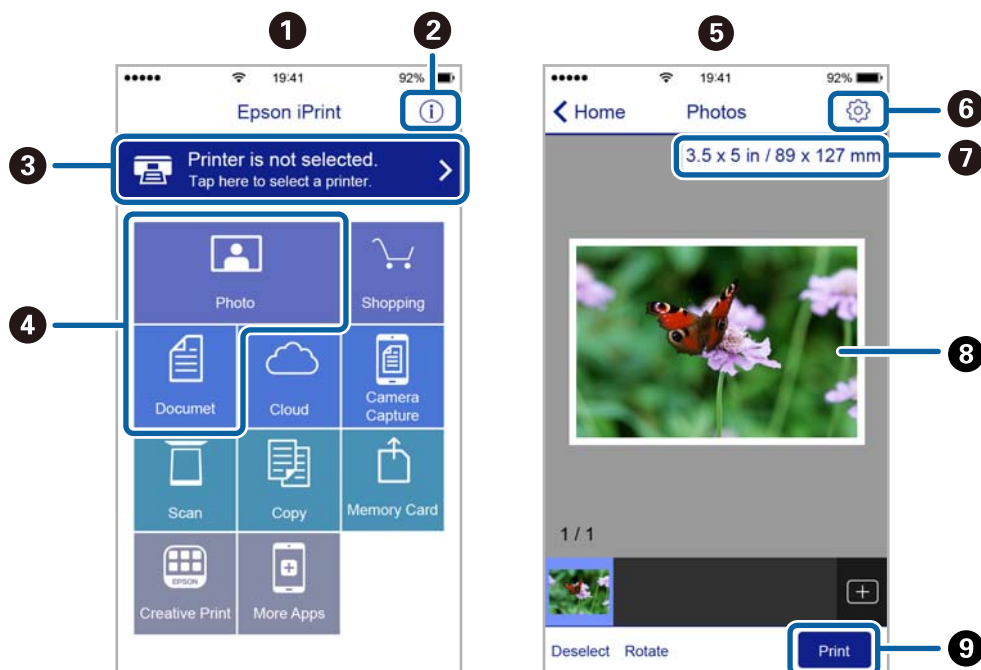 1
2
19:41
92%
Epson iPrint
3
Printer is not selected.
Tap here to select a printer.
4
Photo
Shopping
Documet
Cloud
Camera
Capture
Scan
Copy
Memory Card
EPSON
Creative Print
More Apps
5
19:41
92%
Home
Photos
6
3.5 x 5 in / 89 x 127 mm
7
8
1 / 1
Deselect
Rotate
Print
9